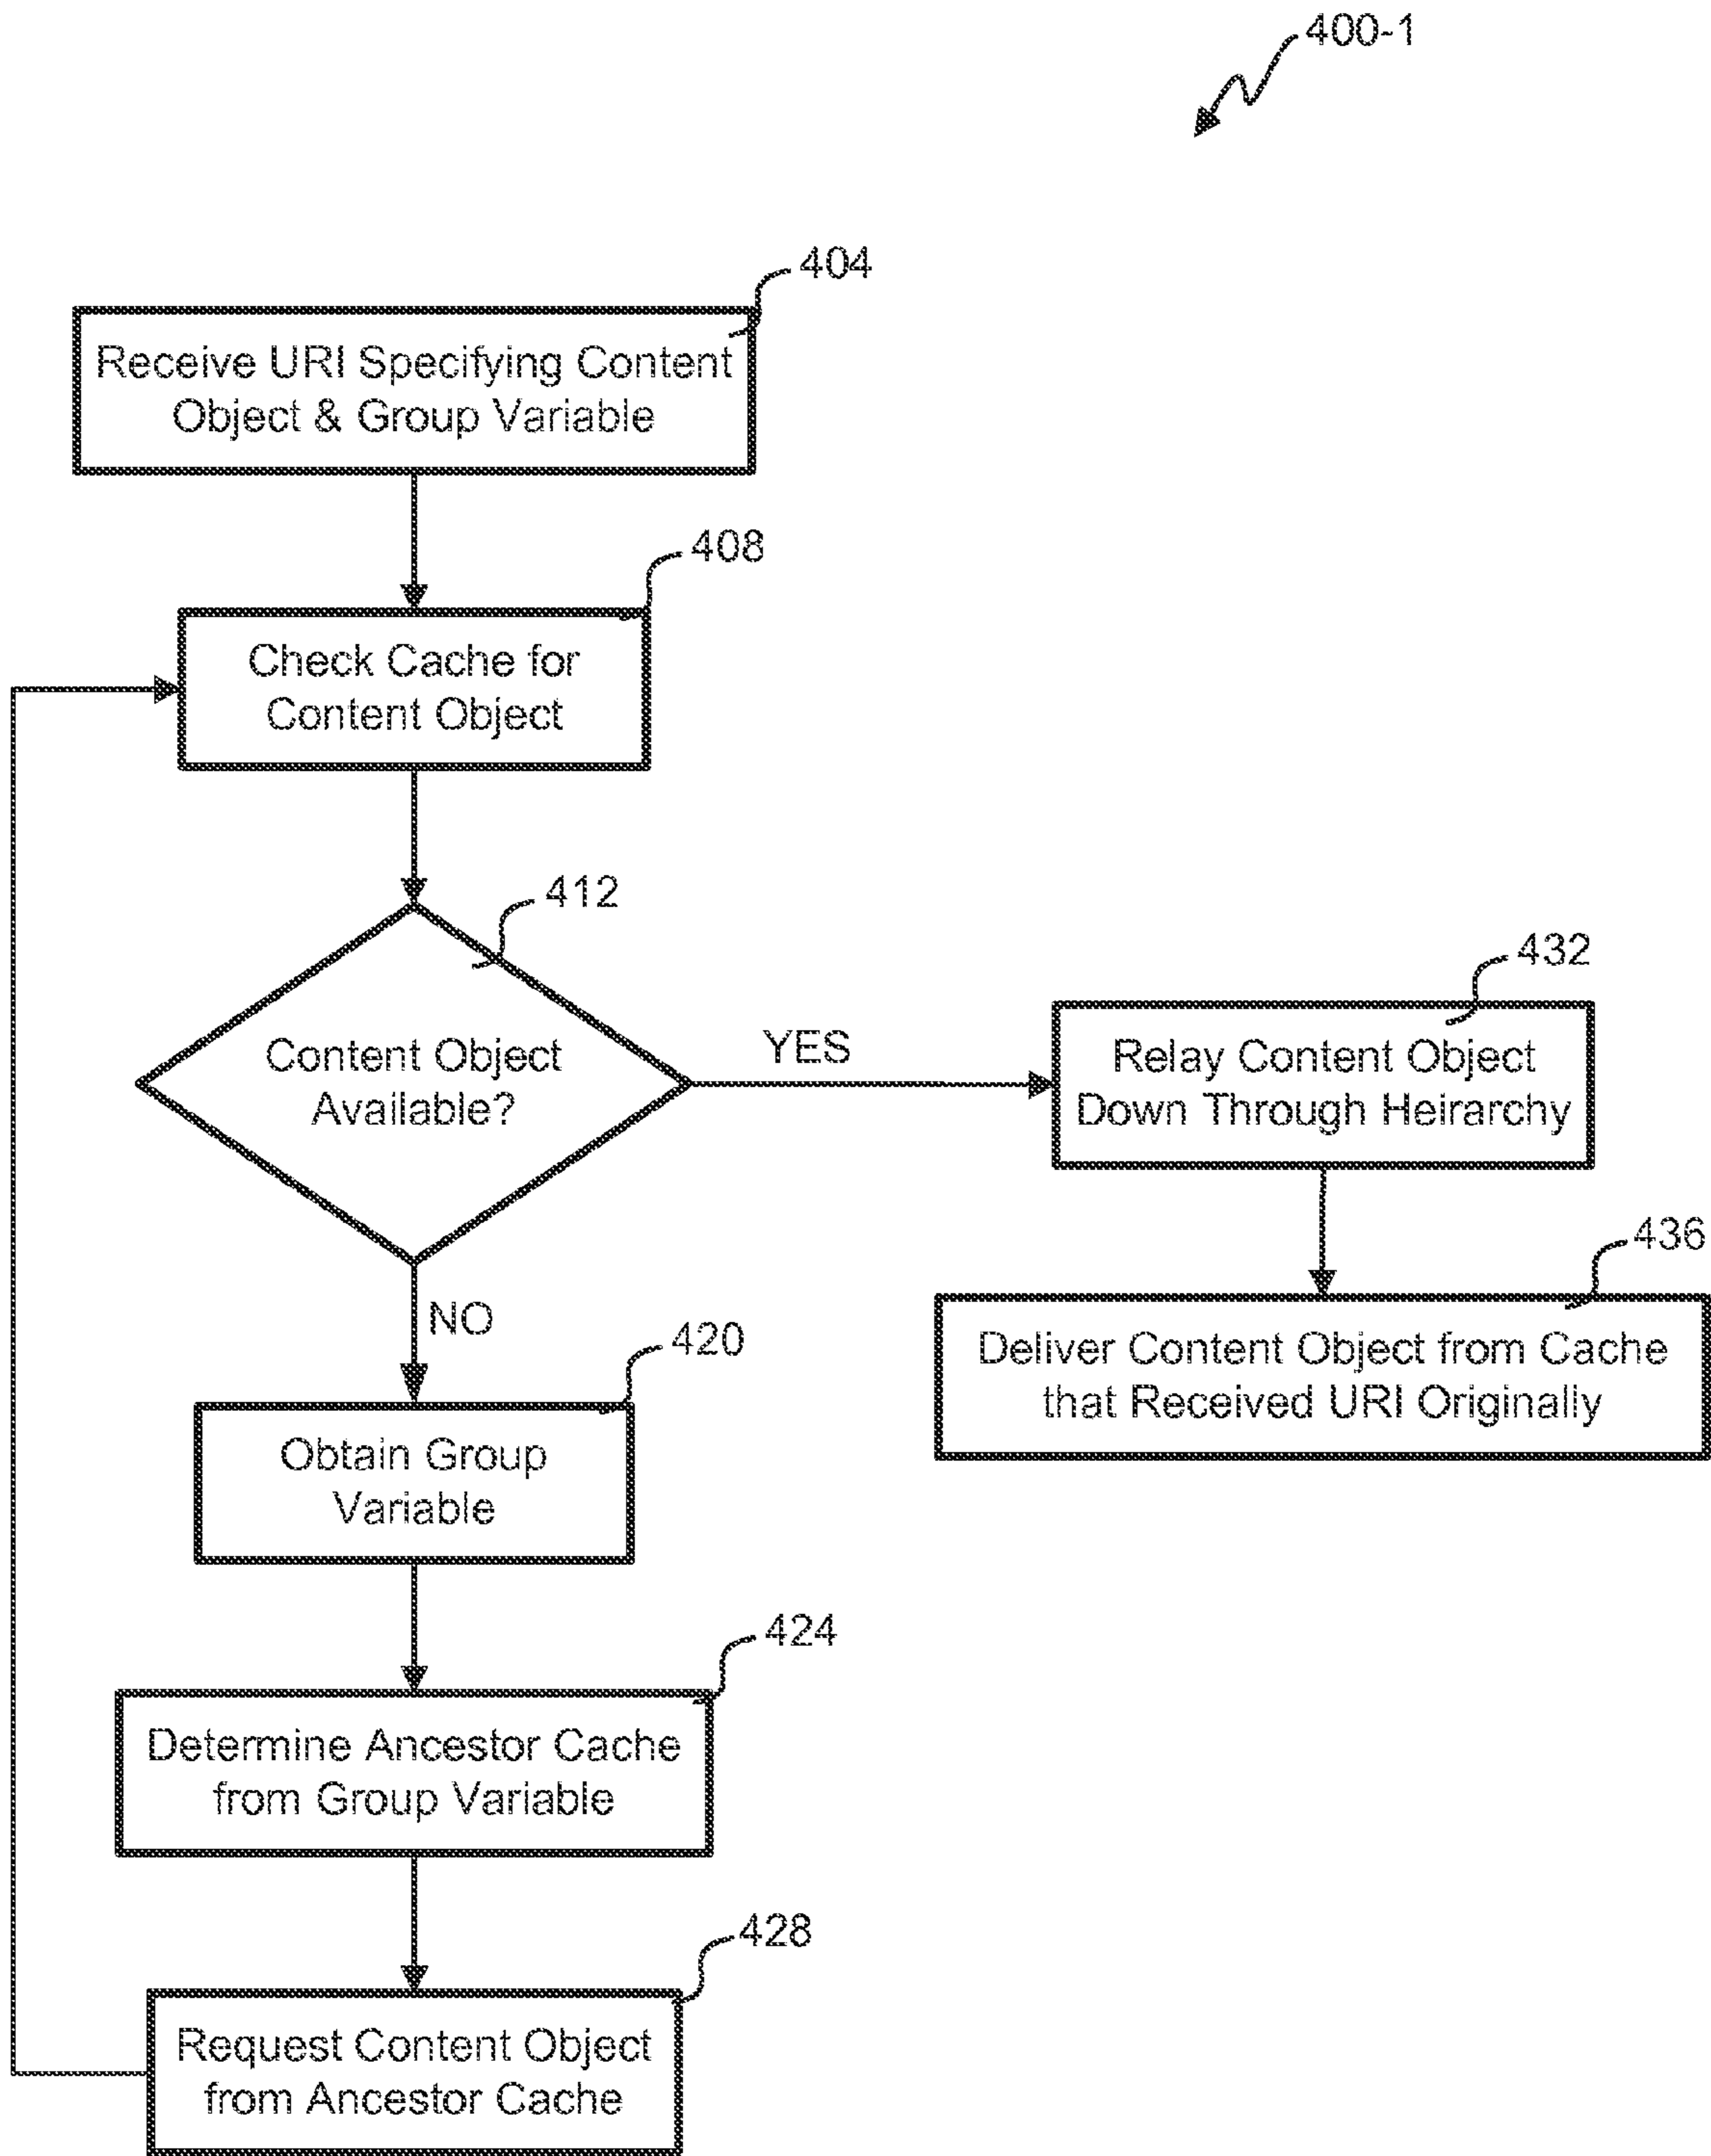 400-1
404
Receive URI Specifying Content
Object & Group Variable
408
Check Cache for
Content Object
412
Content Object
Available?
YES
432
Relay Content Object
Down Through Heirarchy
436
Deliver Content Object from Cache
that Received URI Originally
NO
420
Obtain Group
Variable
424
Determine Ancestor Cache
from Group Variable
428
Request Content Object
from Ancestor Cache